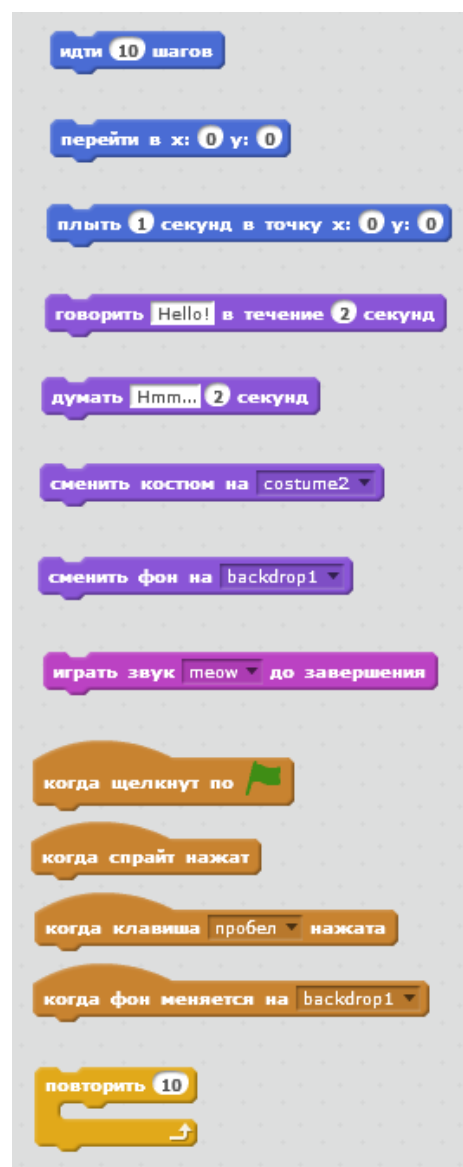 идти 10 шагов
перейти в x: 0 y: 0
плыть 1 секунд в точку x: 0 y: 0
говорить Hello! в течение 2 секунд
думать Hmm... 2 секунд
сменить костюм на costume2
сменить фон на backdrop1
играть звук meow до завершения
когда щелкнут по
когда спрайт нажат
когда клавиша пробел нажата
когда фон меняется на backdrop1
повторить 10